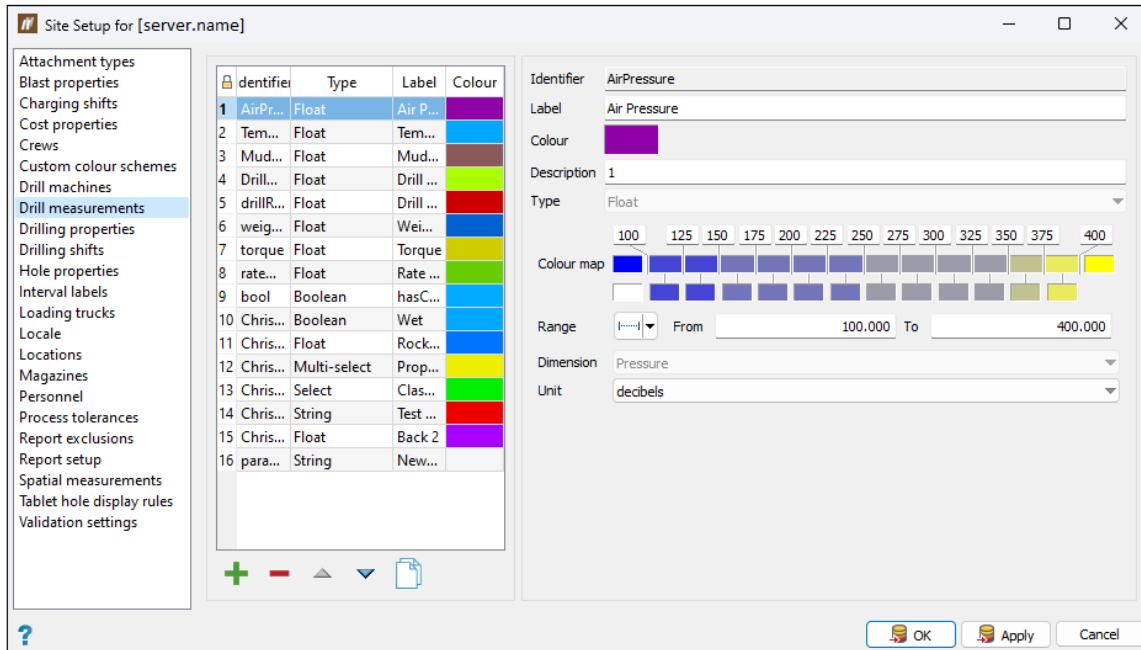 Site Setup for [server.name]
Attachment types
Blast properties
Charging shifts
Cost properties
Crews
Custom colour schemes
Drill machines
Drill measurements
Drilling properties
Drilling shifts
Hole properties
Interval labels
Loading trucks
Locale
Locations
Magazines
Personnel
Process tolerances
Report exclusions
Report setup
Spatial measurements
Tablet hole display rules
Validation settings
dentifier Type Label Colour
1 AirPr... Float Air P...
2 Tem... Float Tem...
3 Mud... Float Mud...
4 Drill... Float Drill ...
5 drillR... Float Drill ...
6 weig... Float Wei...
7 torque Float Torque
8 rate... Float Rate ...
9 bool Boolean hasC...
10 Chris... Boolean Wet
11 Chris... Float Rock...
12 Chris... Multi-select Prop...
13 Chris... Select Clas...
14 Chris... String Test ...
15 Chris... Float Back 2
16 para... String New...
Identifier AirPressure
Label Air Pressure
Colour
Description 1
Type Float
100 125 150 175 200 225 250 275 300 325 350 375 400
Colour map
Range From 100.000 To 400.000
Dimension Pressure
Unit decibels
? OK Apply Cancel